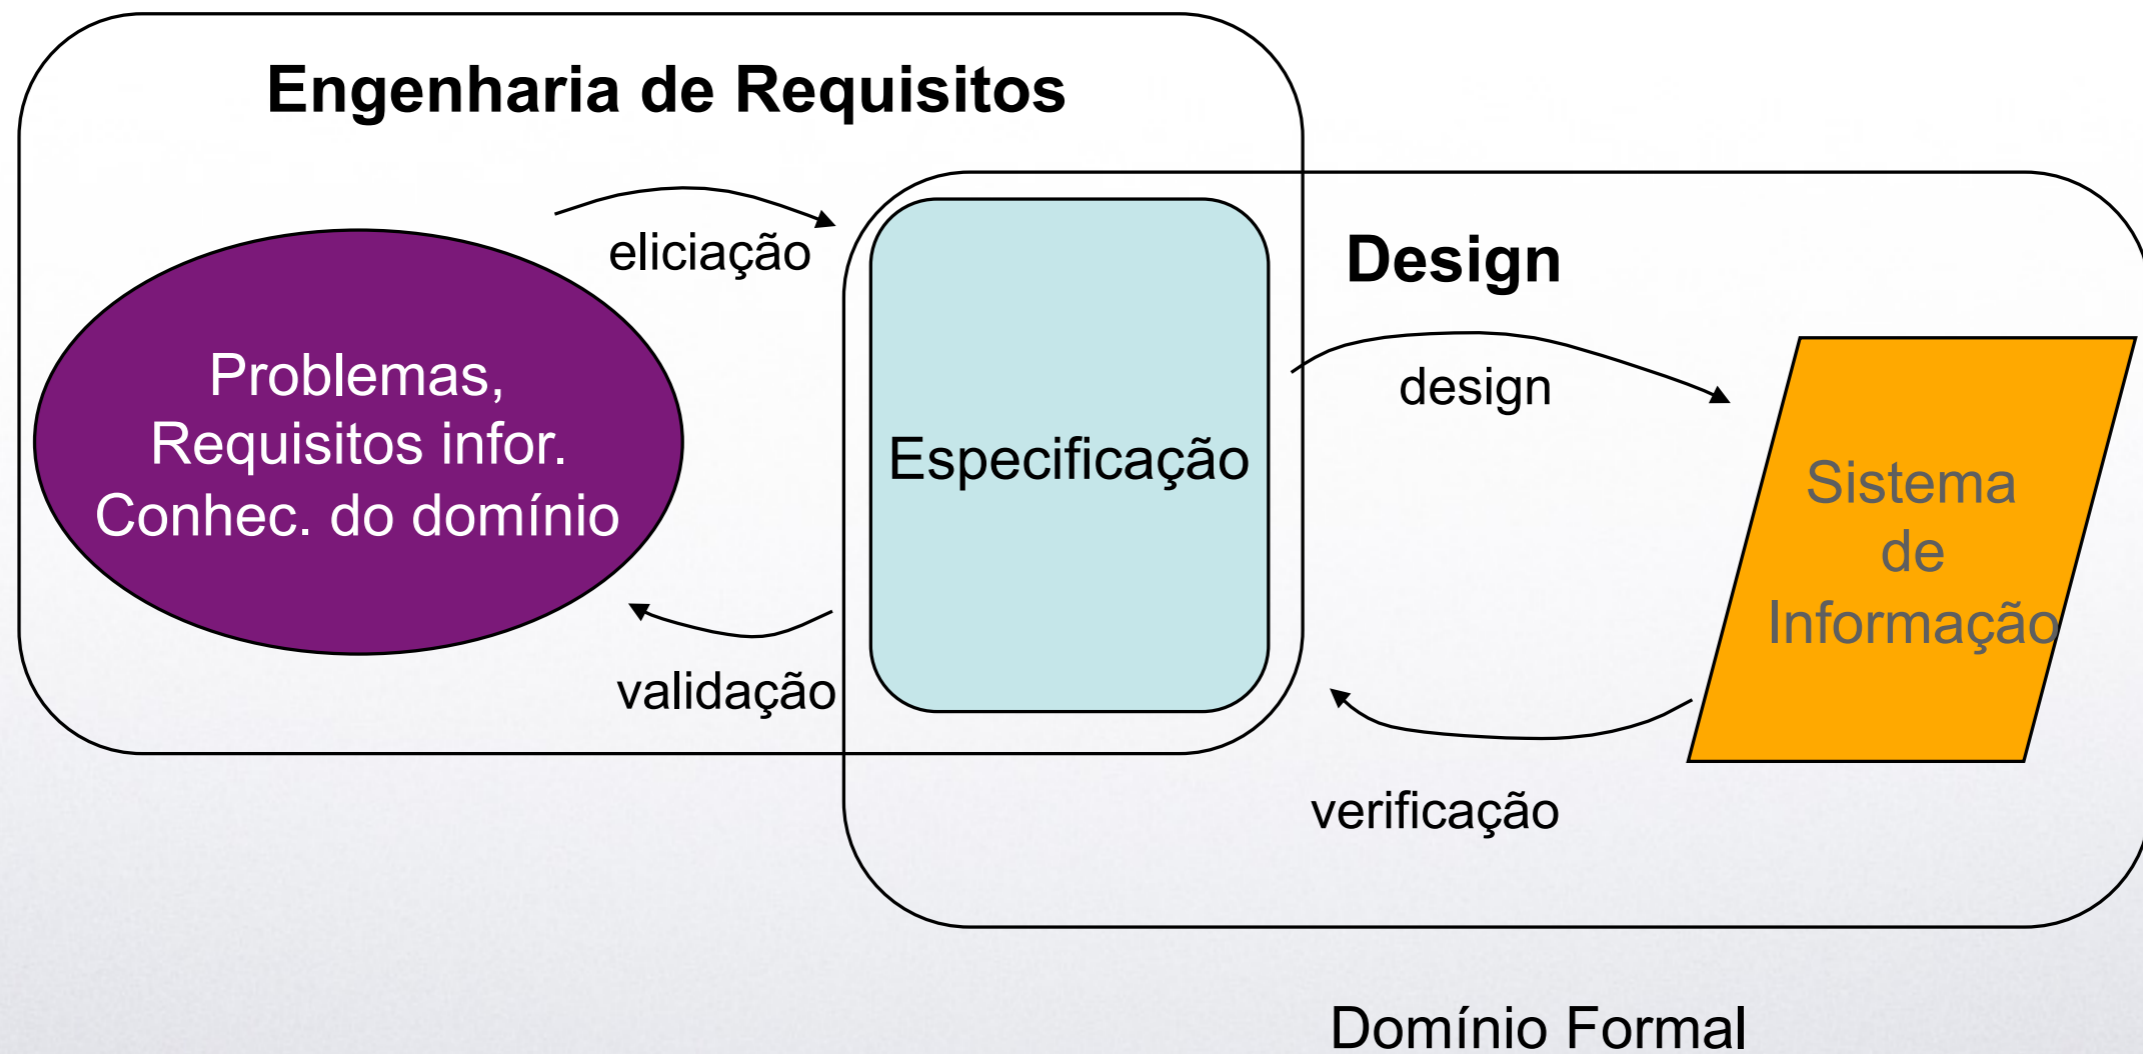 Engenharia de Requisitos
eliciação
Problemas,
Requisitos infor.
Conhec. do domínio
validação
Especificação
Design
design
Sistema
de
Informação
verificação
Domínio Formal